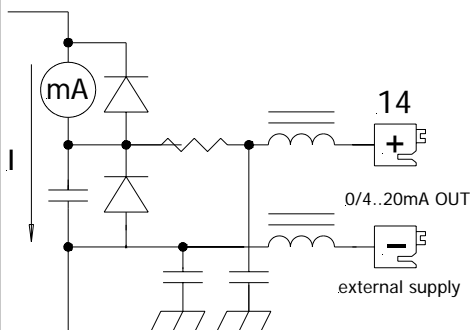 mA
14
+
I
0/4..20mA OUT
−
external supply